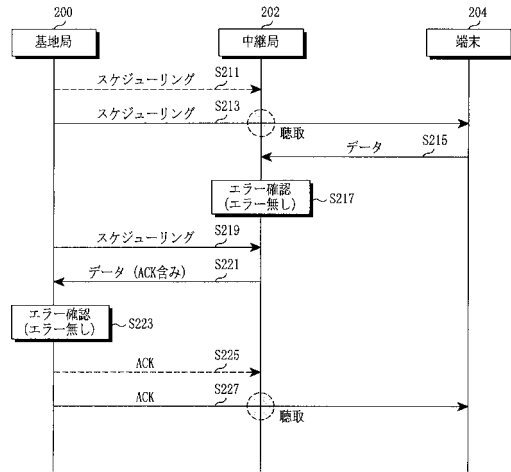 200
202
204
基地局
中継局
端末
スケジューリング
S211
スケジューリング
S213
聴取
データ
S215
エラー確認
(エラー無し)
S217
スケジューリング
S219
データ (ACK含み)
S221
エラー確認
(エラー無し)
S223
ACK
S225
ACK
S227
聴取